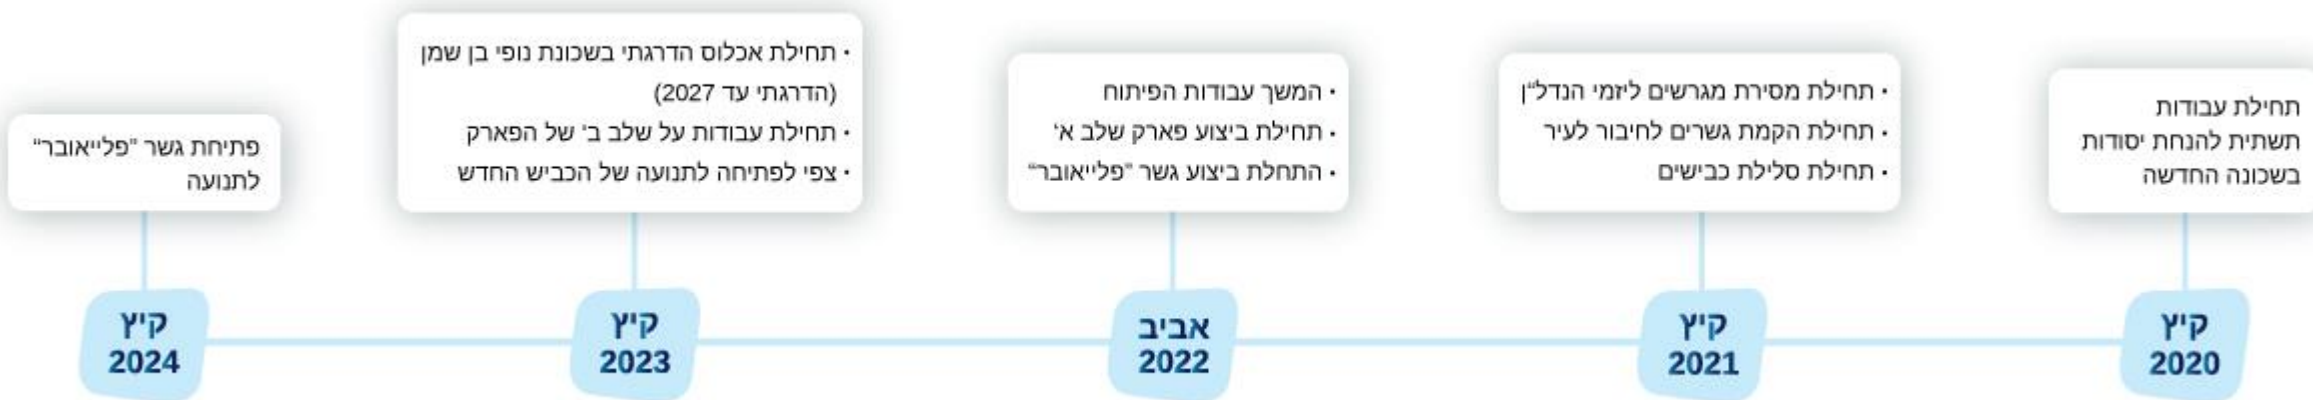 תחילת עבודות
תשתית להנחת יסודות
בשכונה החדשה
קיץ
2020
· תחילת מסירת מגרשים ליזמי הנדל"ן
· תחילת הקמת גשרים לחיבור לעיר
· תחילת סלילת כבישים
קיץ
2021
· המשך עבודות הפיתוח
· תחילת ביצוע פארק שלב א'
· התחלת ביצוע גשר "פלייאובר"
אביב
2022
· תחילת אכלוס הדרגתי בשכונת נופי בן שמן
(הדרגתי עד 2027)
· תחילת עבודות על שלב ב' של הפארק
· צפי לפתיחה לתנועה של הכביש החדש
קיץ
2023
פתיחת גשר "פלייאובר"
לתנועה
קיץ
2024